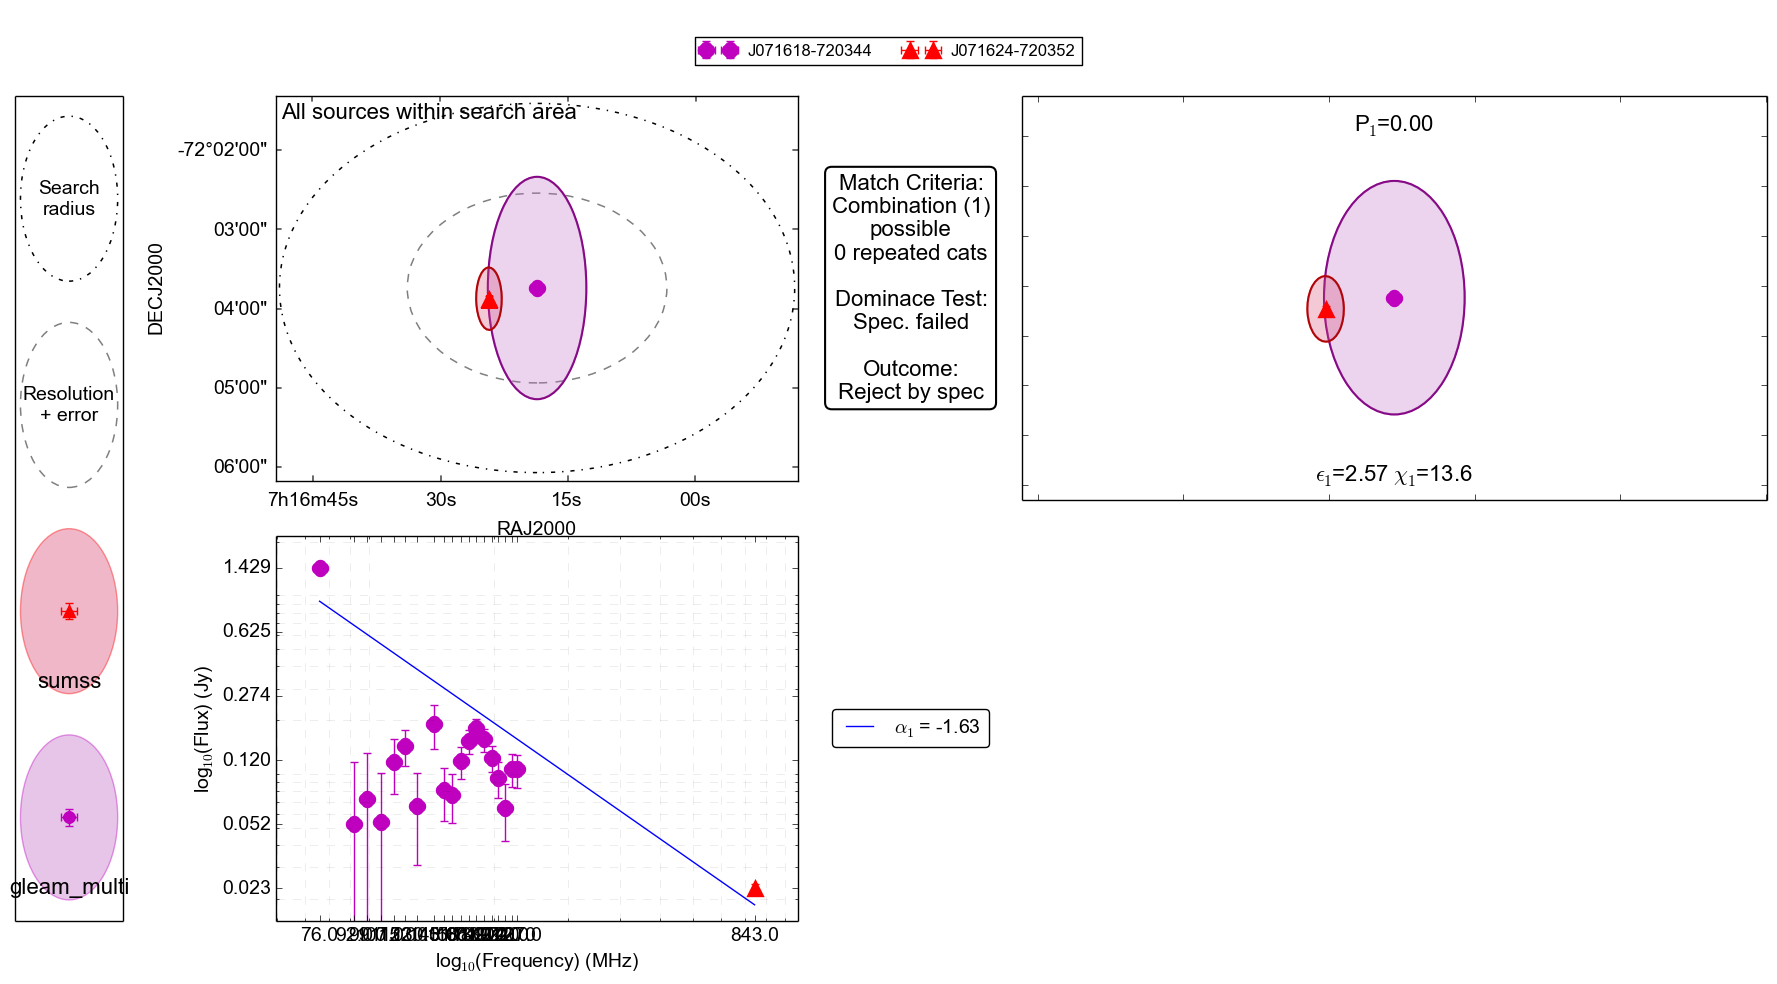 J071618-720344 J071624-720352
Search
radius
Resolution
+ error
sumss
gleam_multi
All sources within search area
DECJ2000
-72°02'00"
03'00"
04'00"
05'00"
06'00"
7h16m45s 30s 15s 00s
RAJ2000
Match Criteria:
Combination (1)
possible
0 repeated cats
Dominace Test:
Spec. failed
Outcome:
Reject by spec
P₁=0.00
ϵ₁=2.57 χ₁=13.6
log₁₀(Flux) (Jy)
1.429
0.625
0.274
0.120
0.052
0.023
76.0 843.0
log₁₀(Frequency) (MHz)
α₁ = -1.63